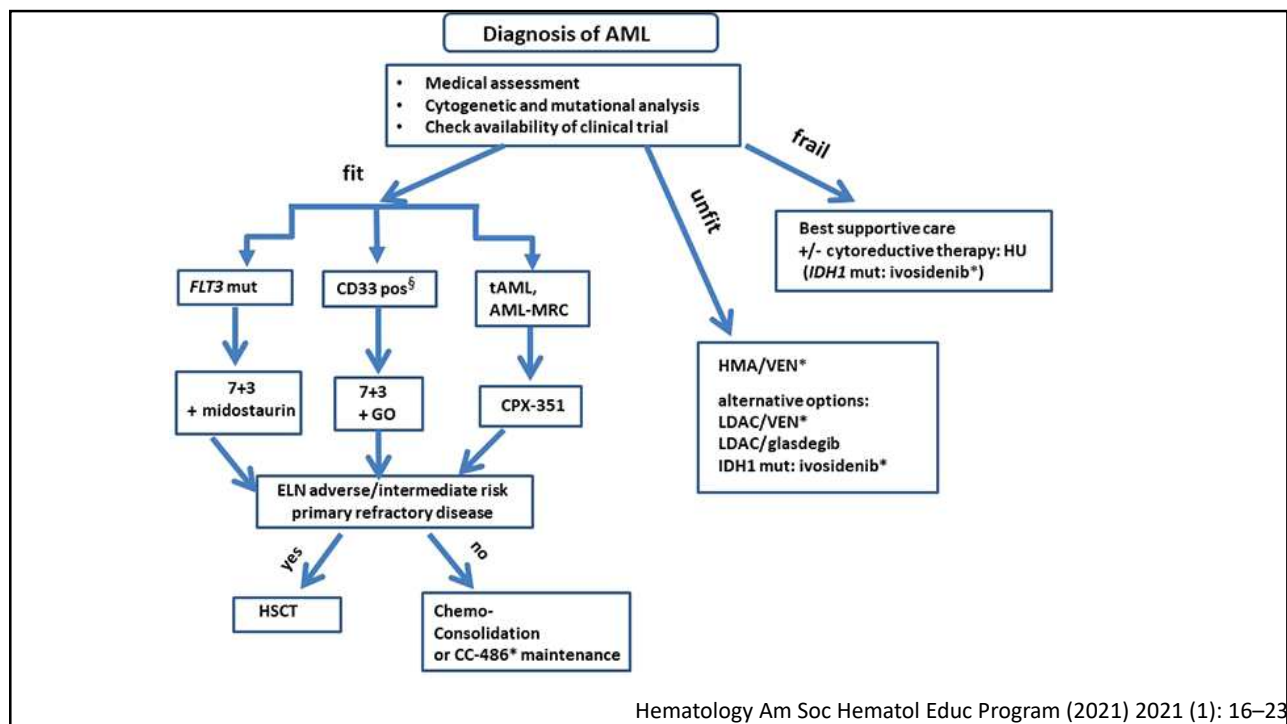 Diagnosis of AML
• Medical assessment
• Cytogenetic and mutational analysis
• Check availability of clinical trial
fit
unfit
frail
FLT3 mut
CD33 pos§
tAML,
AML-MRC
Best supportive care
+/- cytoreductive therapy: HU
(IDH1 mut: ivosidenib*)
7+3
+ midostaurin
7+3
+ GO
CPX-351
HMA/VEN*
alternative options:
LDAC/VEN*
LDAC/glasdegib
IDH1 mut: ivosidenib*
ELN adverse/intermediate risk
primary refractory disease
yes
no
HSCT
Chemo-
Consolidation
or CC-486* maintenance
Hematology Am Soc Hematol Educ Program (2021) 2021 (1): 16–23